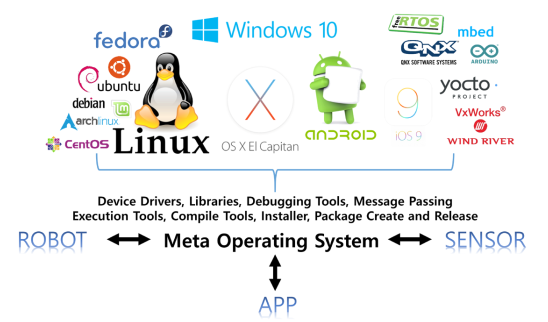 fedora
Windows 10
free RTOS
mbed
QNX
QNX SOFTWARE SYSTEMS
ARDUINO
ubuntu
debian
archlinux
CentOS
Linux
OS X El Capitan
ANDROID
9
iOS 9
yocto
PROJECT
VxWorks®
WIND RIVER
Device Drivers, Libraries, Debugging Tools, Message Passing
Execution Tools, Compile Tools, Installer, Package Create and Release
ROBOT Meta Operating System SENSOR
APP